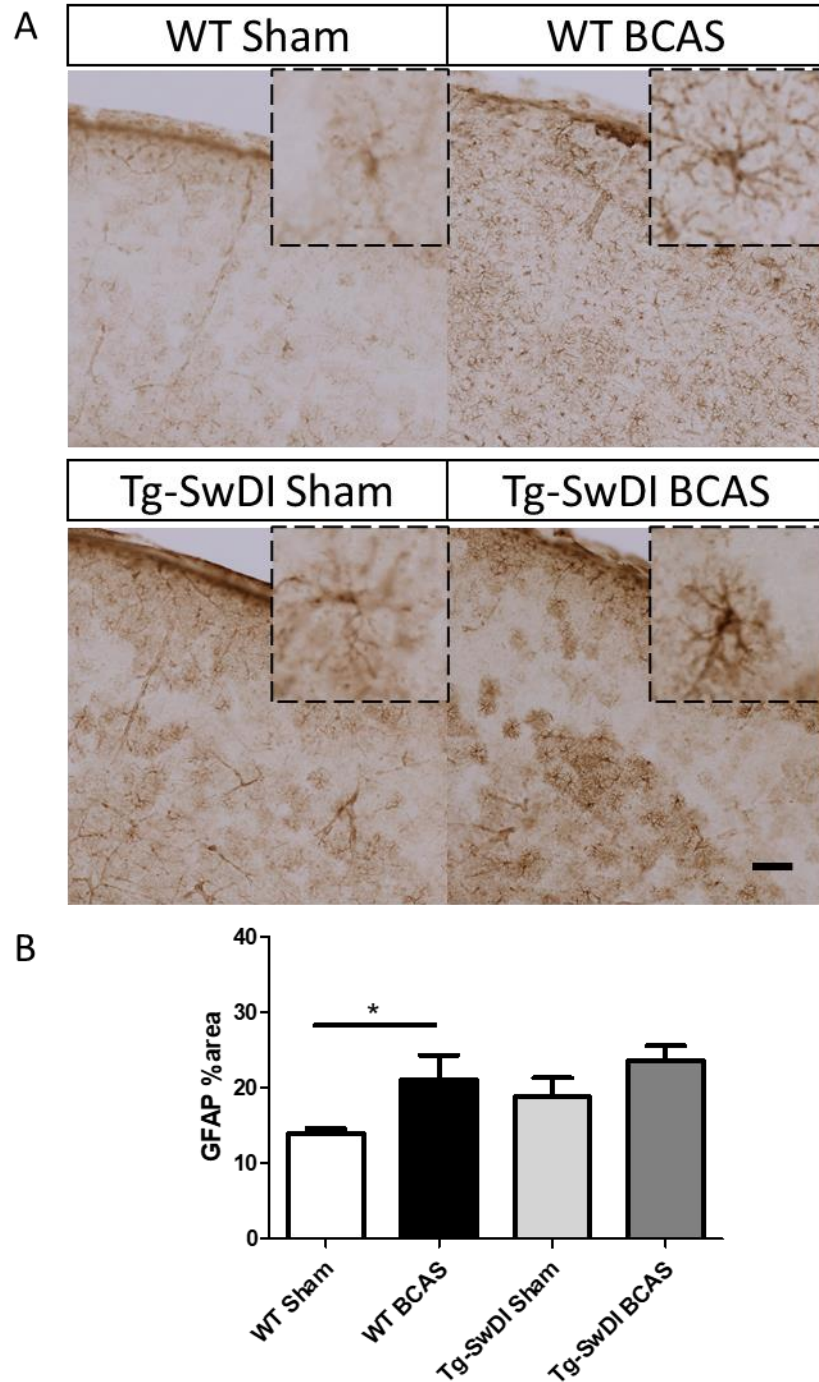 A
WT Sham
WT BCAS
Tg-SwDI Sham
Tg-SwDI BCAS
B
40
30
20
10
0
GFAP %area
*
WT Sham
WT BCAS
Tg-SwDI Sham
Tg-SwDI BCAS